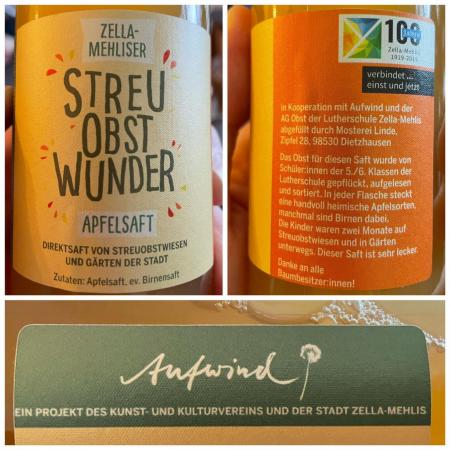 ZELLA-
MEHLISER
STREU
OBST
WUNDER
APFELSAFT
DIREKTSAFT VON STREUOBSTWIESEN
UND GÄRTEN DER STADT
Zutaten: Apfelsaft, ev. Birnensaft
100
Zella-Mehlis
1919-2019
verbindet ...
einst und jetzt
in Kooperation mit Aufwind und der
AG Obst der Lutherschule Zella-Mehlis
abgefüllt durch Mosterei Linde,
Zipfel 28, 98530 Dietzhausen
Das Obst für diesen Saft wurde von
Schüler:innen der 5./6. Klassen der
Lutherschule gepflückt, aufgelesen
und sortiert. In jeder Flasche steckt
eine handvoll heimische Apfelsorten,
manchmal sind Birnen dabei.
Die Kinder waren zwei Monate auf
Streuobstwiesen und in Gärten
unterwegs. Dieser Saft ist sehr lecker.
Danke an alle
Baumbesitzer:innen!
Aufwind
EIN PROJEKT DES KUNST- UND KULTURVEREINS UND DER STADT ZELLA-MEHLIS